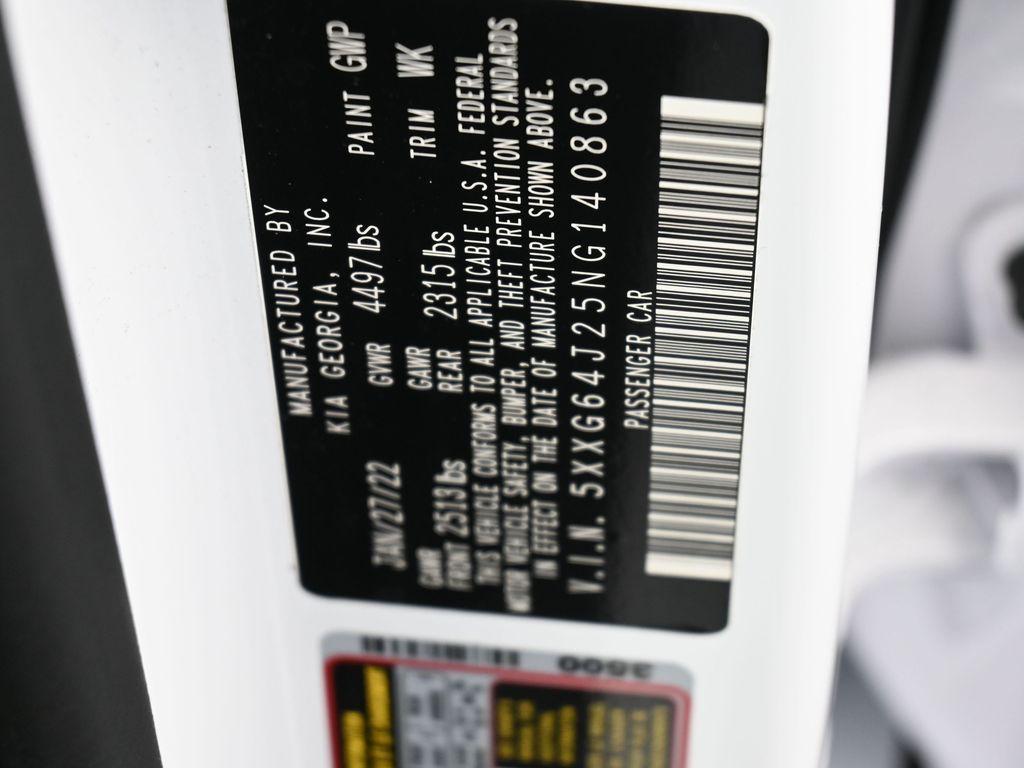 MANUFACTURED BY
KIA GEORGIA, INC.
JAN/27/22 GVWR 4497lbs PAINT GWP
GAWR FRONT 2513lbs GAWR REAR 2315lbs TRIM WK
THIS VEHICLE CONFORMS TO ALL APPLICABLE U.S.A. FEDERAL
MOTOR VEHICLE SAFETY, BUMPER, AND THEFT PREVENTION STANDARDS
IN EFFECT ON THE DATE OF MANUFACTURE SHOWN ABOVE.
V.I.N. 5XXG64J25NG140863
PASSENGER CAR
3S500